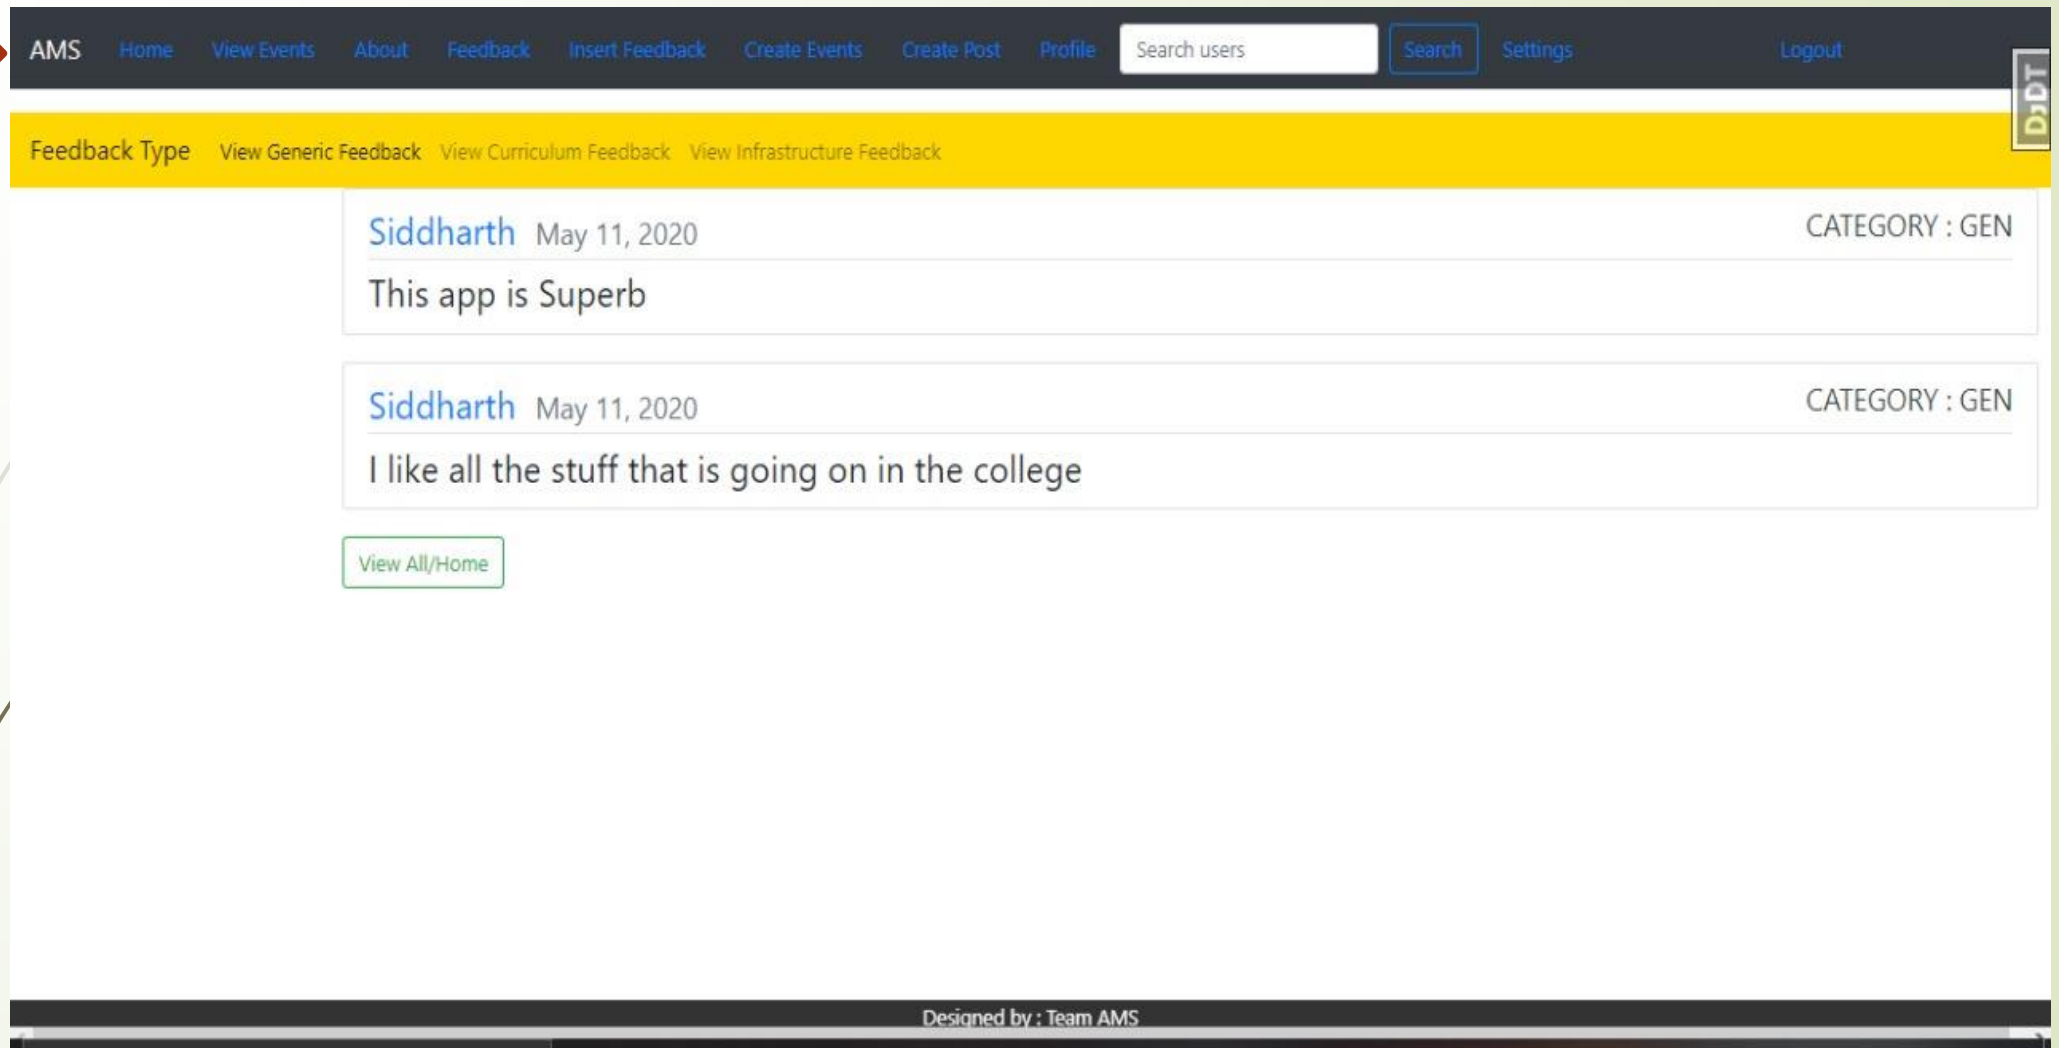 AMS Home View Events About Feedback Insert Feedback Create Events Create Post Profile Search users Search Settings Logout
DjDT
Feedback Type View Generic Feedback View Curriculum Feedback View Infrastructure Feedback
Siddharth May 11, 2020 CATEGORY : GEN
This app is Superb
Siddharth May 11, 2020 CATEGORY : GEN
I like all the stuff that is going on in the college
View All/Home
Designed by : Team AMS